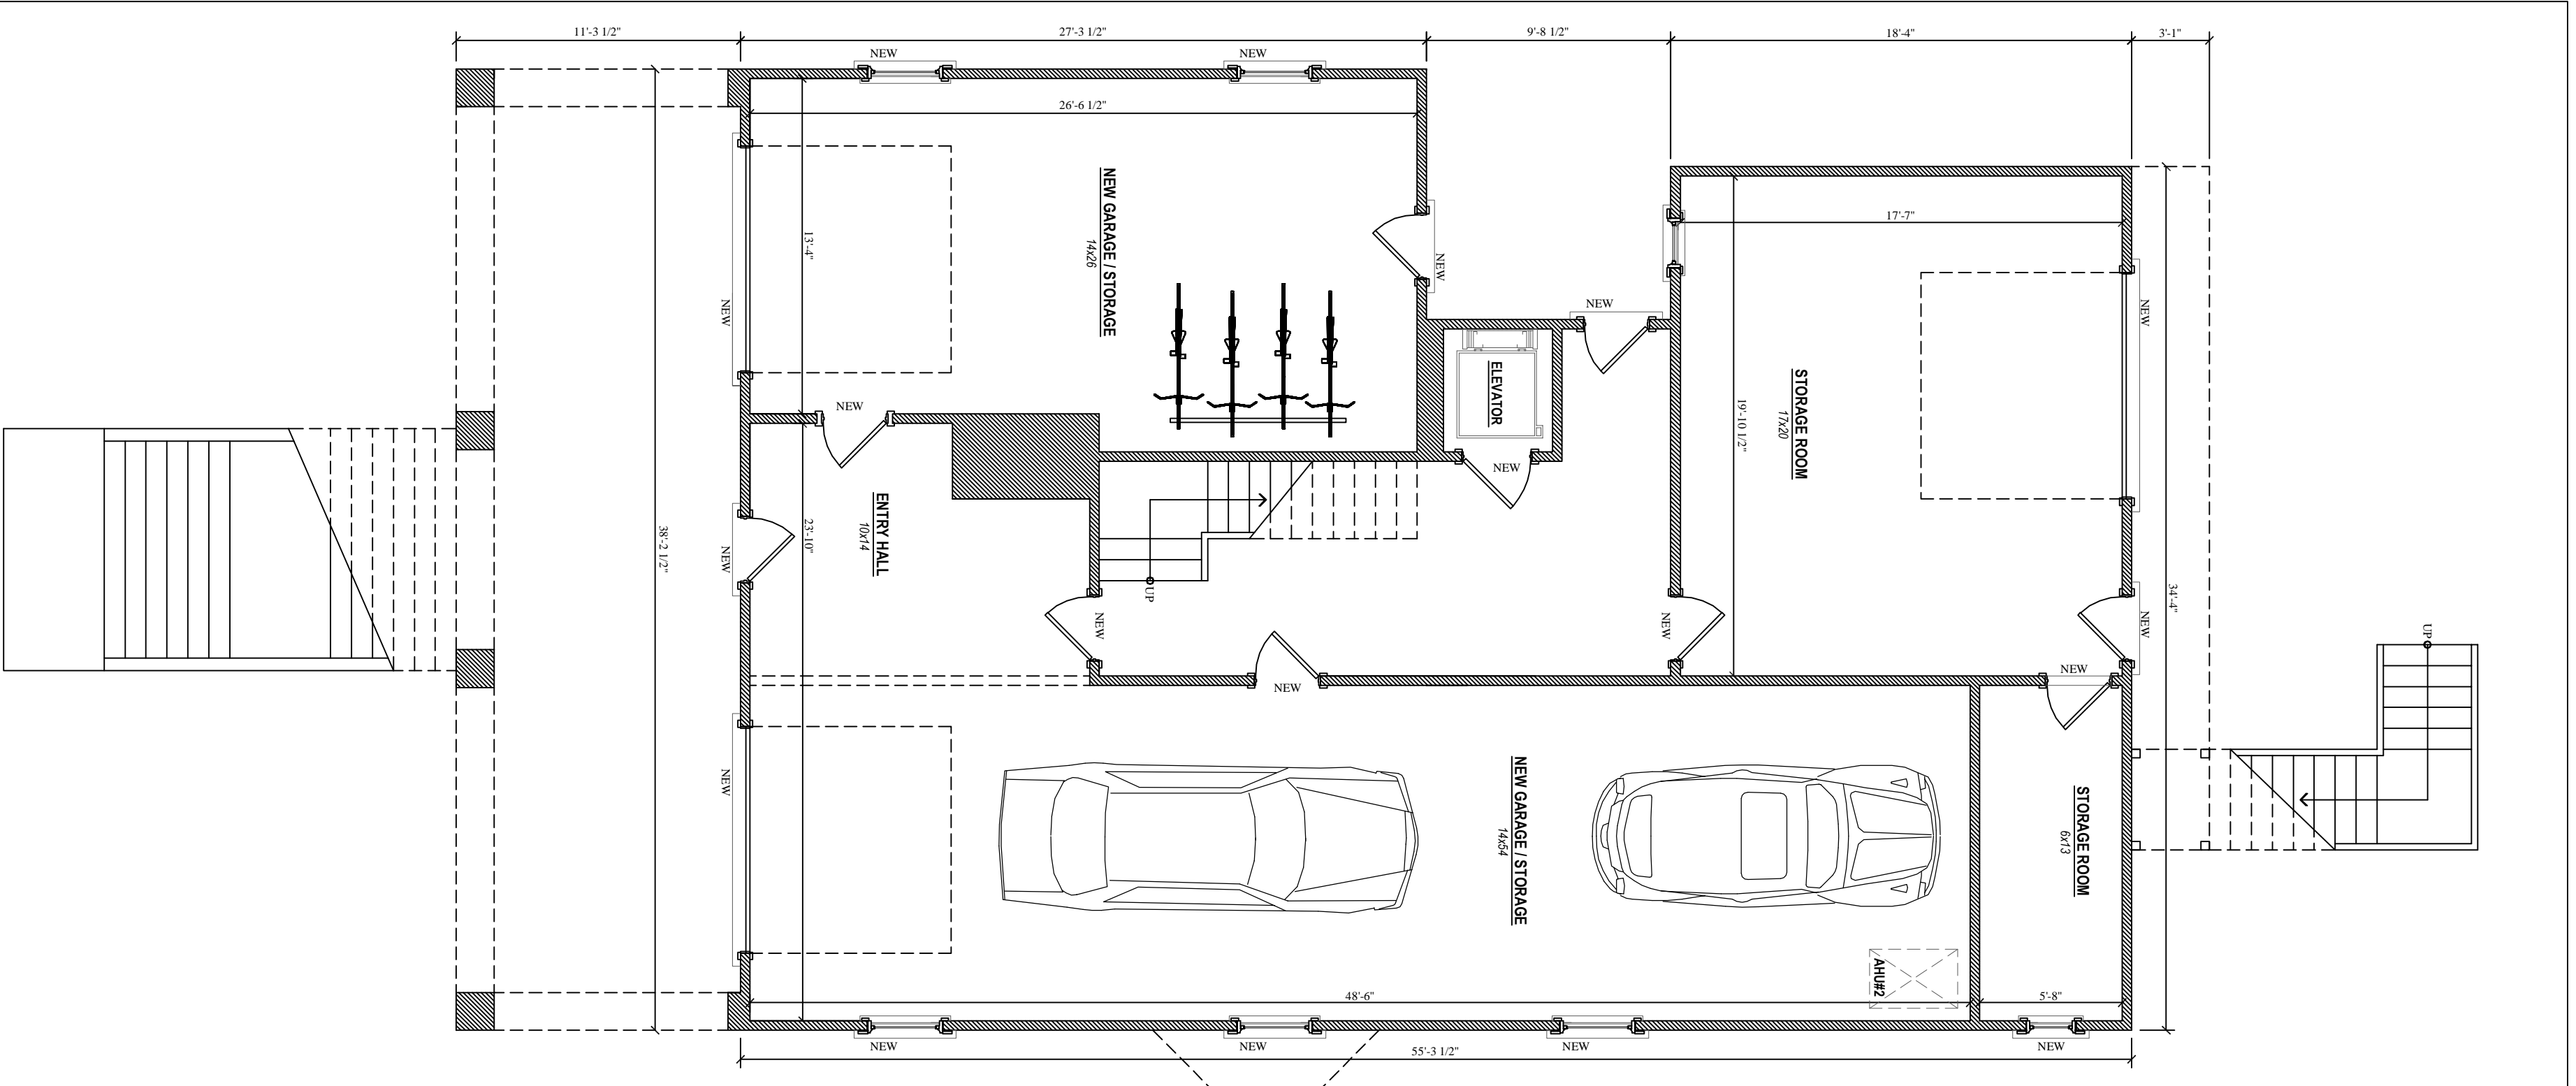 11'-3 1/2"
27'-3 1/2"
9'-8 1/2"
18'-4"
3'-1"
NEW
NEW
26'-6 1/2"
17'-7"
NEW GARAGE / STORAGE
14x26
13'-4"
NEW
NEW
NEW
NEW
ELEVATOR
STORAGE ROOM
17x20
19'-10 1/2"
NEW
NEW
ENTRY HALL
10x14
23'-10"
38'-2 1/2"
NEW
UP
NEW
NEW
NEW
NEW
NEW
34'-4"
UP
NEW
NEW GARAGE / STORAGE
14x54
STORAGE ROOM
6x13
AHU#2
48'-6"
5'-8"
NEW
NEW
NEW
NEW
55'-3 1/2"